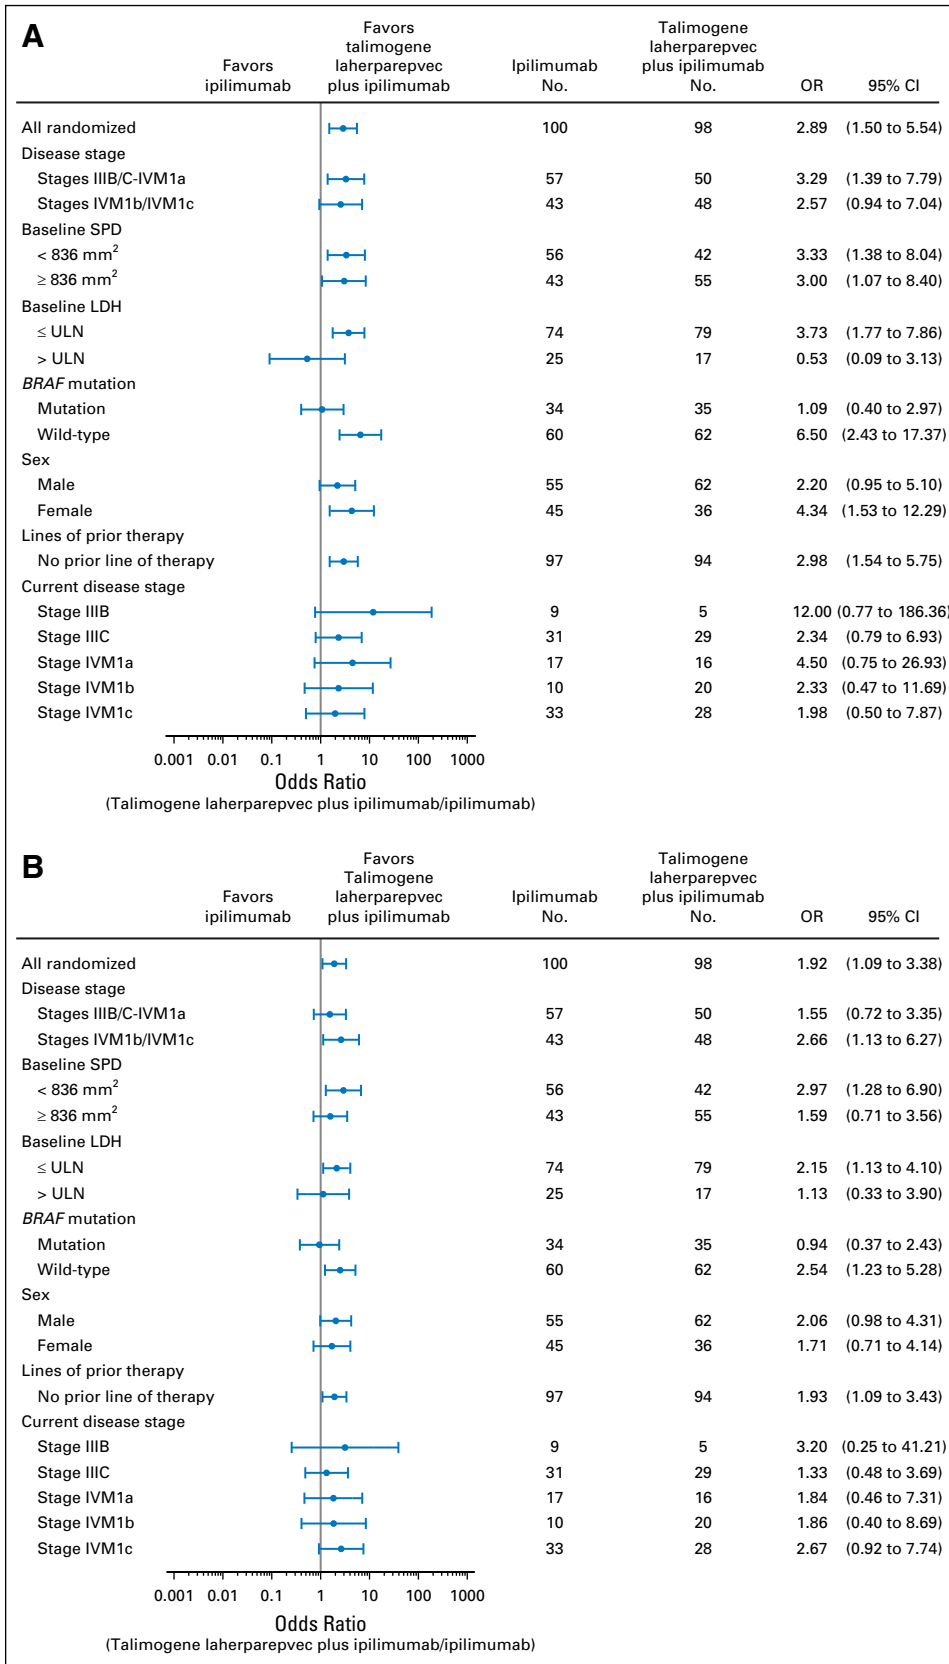 A
Favors
ipilimumab
Favors
talimogene
laherparepvec
plus ipilimumab
Ipilimumab
No.
Talimogene
laherparepvec
plus ipilimumab
No.
OR
95% CI
All randomized 100 98 2.89 (1.50 to 5.54)
Disease stage
Stages IIIB/C-IVM1a 57 50 3.29 (1.39 to 7.79)
Stages IVM1b/IVM1c 43 48 2.57 (0.94 to 7.04)
Baseline SPD
< 836 mm² 56 42 3.33 (1.38 to 8.04)
≥ 836 mm² 43 55 3.00 (1.07 to 8.40)
Baseline LDH
≤ ULN 74 79 3.73 (1.77 to 7.86)
> ULN 25 17 0.53 (0.09 to 3.13)
BRAF mutation
Mutation 34 35 1.09 (0.40 to 2.97)
Wild-type 60 62 6.50 (2.43 to 17.37)
Sex
Male 55 62 2.20 (0.95 to 5.10)
Female 45 36 4.34 (1.53 to 12.29)
Lines of prior therapy
No prior line of therapy 97 94 2.98 (1.54 to 5.75)
Current disease stage
Stage IIIB 9 5 12.00 (0.77 to 186.36)
Stage IIIC 31 29 2.34 (0.79 to 6.93)
Stage IVM1a 17 16 4.50 (0.75 to 26.93)
Stage IVM1b 10 20 2.33 (0.47 to 11.69)
Stage IVM1c 33 28 1.98 (0.50 to 7.87)
0.001 0.01 0.1 1 10 100 1000
Odds Ratio
(Talimogene laherparepvec plus ipilimumab/ipilimumab)
B
Favors
ipilimumab
Favors
Talimogene
laherparepvec
plus ipilimumab
Ipilimumab
No.
Talimogene
laherparepvec
plus ipilimumab
No.
OR
95% CI
All randomized 100 98 1.92 (1.09 to 3.38)
Disease stage
Stages IIIB/C-IVM1a 57 50 1.55 (0.72 to 3.35)
Stages IVM1b/IVM1c 43 48 2.66 (1.13 to 6.27)
Baseline SPD
< 836 mm² 56 42 2.97 (1.28 to 6.90)
≥ 836 mm² 43 55 1.59 (0.71 to 3.56)
Baseline LDH
≤ ULN 74 79 2.15 (1.13 to 4.10)
> ULN 25 17 1.13 (0.33 to 3.90)
BRAF mutation
Mutation 34 35 0.94 (0.37 to 2.43)
Wild-type 60 62 2.54 (1.23 to 5.28)
Sex
Male 55 62 2.06 (0.98 to 4.31)
Female 45 36 1.71 (0.71 to 4.14)
Lines of prior therapy
No prior line of therapy 97 94 1.93 (1.09 to 3.43)
Current disease stage
Stage IIIB 9 5 3.20 (0.25 to 41.21)
Stage IIIC 31 29 1.33 (0.48 to 3.69)
Stage IVM1a 17 16 1.84 (0.46 to 7.31)
Stage IVM1b 10 20 1.86 (0.40 to 8.69)
Stage IVM1c 33 28 2.67 (0.92 to 7.74)
0.001 0.01 0.1 1 10 100 1000
Odds Ratio
(Talimogene laherparepvec plus ipilimumab/ipilimumab)